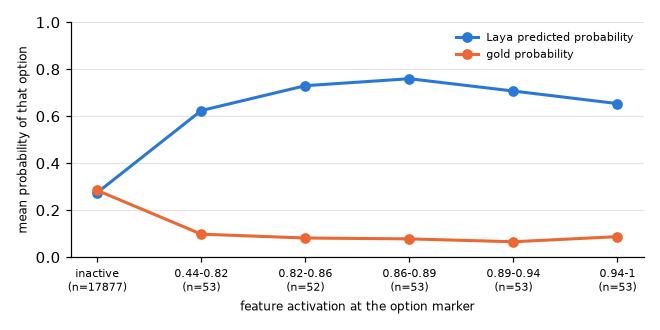 1.0
0.8
0.6
0.4
0.2
0.0
mean probability of that option
Laya predicted probability
gold probability
inactive
(n=17877)
0.44-0.82
(n=53)
0.82-0.86
(n=52)
0.86-0.89
(n=53)
0.89-0.94
(n=53)
0.94-1
(n=53)
feature activation at the option marker